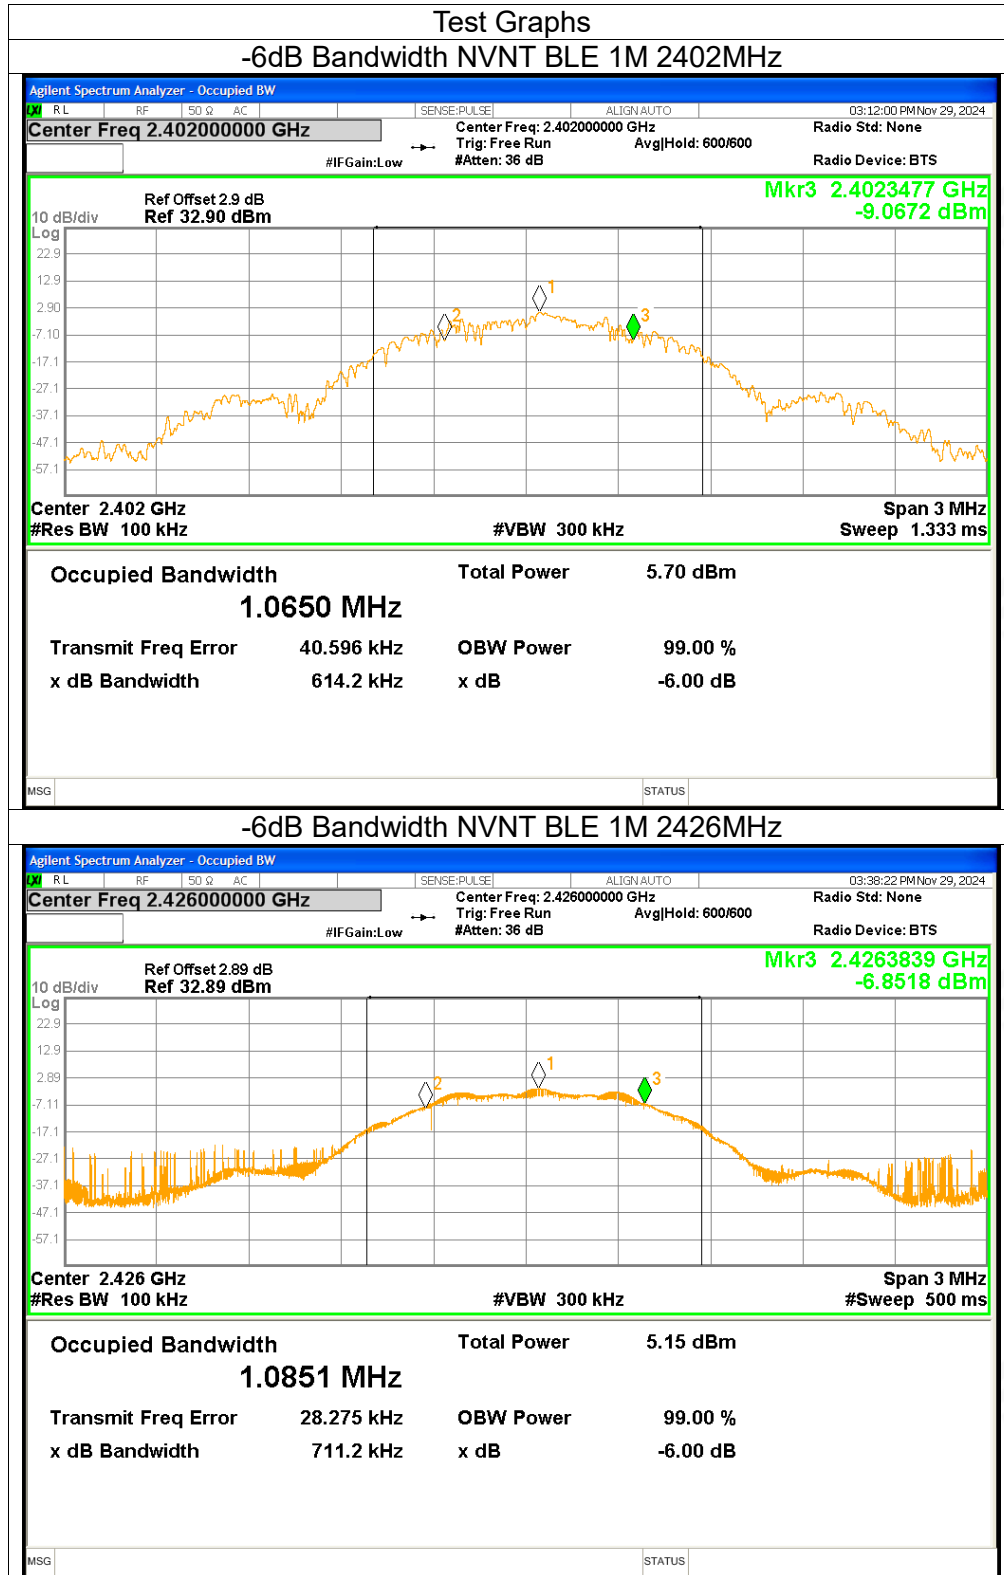 Test Graphs
-6dB Bandwidth NVNT BLE 1M 2402MHz
Agilent Spectrum Analyzer - Occupied BW
LXI RL RF 50 Ω AC SENSE:PULSE ALIGN AUTO 03:12:00 PM Nov 29, 2024
Center Freq 2.402000000 GHz Center Freq: 2.402000000 GHz Radio Std: None
Trig: Free Run Avg|Hold: 600/600
#IFGain:Low #Atten: 36 dB Radio Device: BTS
Mkr3 2.4023477 GHz
-9.0672 dBm
Ref Offset 2.9 dB
10 dB/div Ref 32.90 dBm
Log
22.9
12.9
2.90
-7.10
-17.1
-27.1
-37.1
-47.1
-57.1
1
2
3
Center 2.402 GHz Span 3 MHz
#Res BW 100 kHz #VBW 300 kHz Sweep 1.333 ms
Occupied Bandwidth Total Power 5.70 dBm
1.0650 MHz
Transmit Freq Error 40.596 kHz OBW Power 99.00 %
x dB Bandwidth 614.2 kHz x dB -6.00 dB
MSG STATUS
-6dB Bandwidth NVNT BLE 1M 2426MHz
Agilent Spectrum Analyzer - Occupied BW
LXI RL RF 50 Ω AC SENSE:PULSE ALIGN AUTO 03:38:22 PM Nov 29, 2024
Center Freq 2.426000000 GHz Center Freq: 2.426000000 GHz Radio Std: None
Trig: Free Run Avg|Hold: 600/600
#IFGain:Low #Atten: 36 dB Radio Device: BTS
Mkr3 2.4263839 GHz
-6.8518 dBm
Ref Offset 2.89 dB
10 dB/div Ref 32.89 dBm
Log
22.9
12.9
2.89
-7.11
-17.1
-27.1
-37.1
-47.1
-57.1
1
2
3
Center 2.426 GHz Span 3 MHz
#Res BW 100 kHz #VBW 300 kHz #Sweep 500 ms
Occupied Bandwidth Total Power 5.15 dBm
1.0851 MHz
Transmit Freq Error 28.275 kHz OBW Power 99.00 %
x dB Bandwidth 711.2 kHz x dB -6.00 dB
MSG STATUS